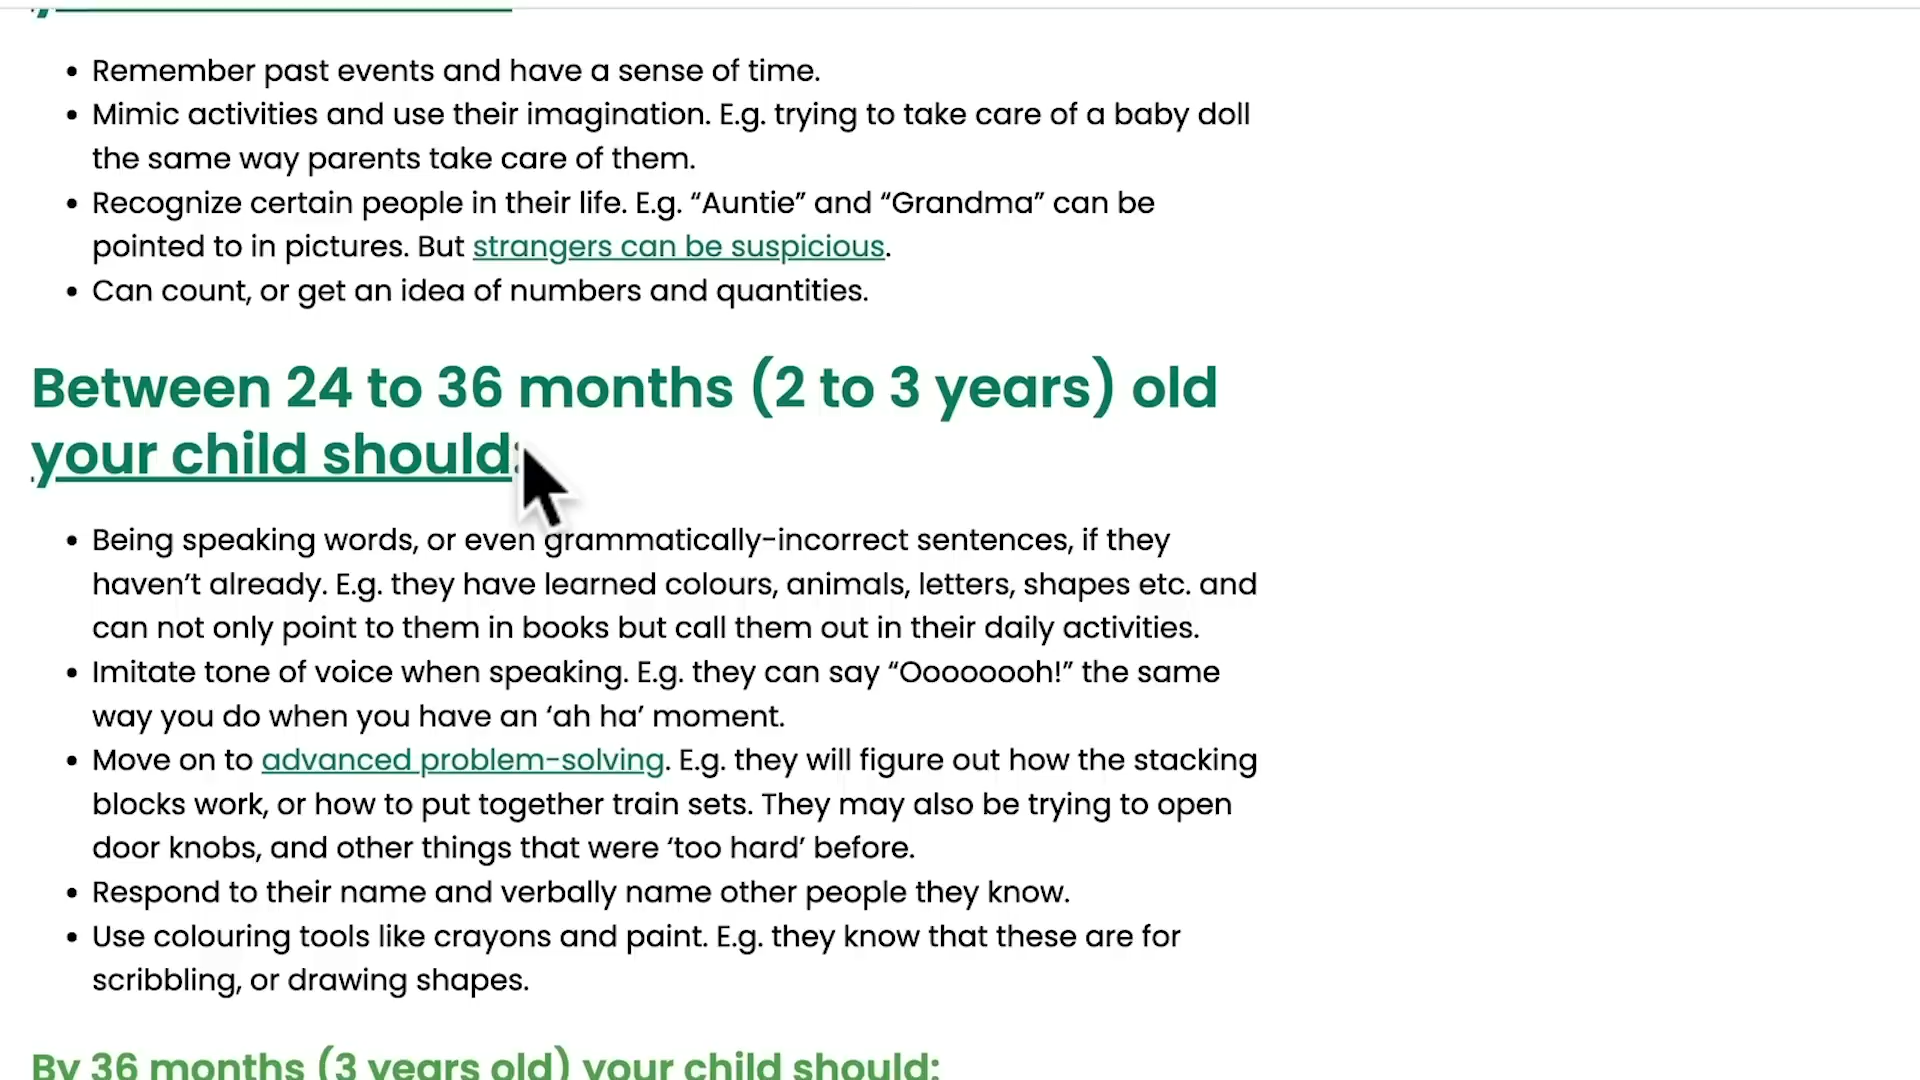 Remember past events and have a sense of time.
Mimic activities and use their imagination. E.g. trying to take care of a baby doll
the same way parents take care of them.
Recognize certain people in their life. E.g. “Auntie” and “Grandma” can be
pointed to in pictures. But strangers can be suspicious.
Can count, or get an idea of numbers and quantities.
Between 24 to 36 months (2 to 3 years) old
your child should:
Being speaking words, or even grammatically-incorrect sentences, if they
haven’t already. E.g. they have learned colours, animals, letters, shapes etc. and
can not only point to them in books but call them out in their daily activities.
Imitate tone of voice when speaking. E.g. they can say “Oooooooh!” the same
way you do when you have an ‘ah ha’ moment.
Move on to advanced problem-solving. E.g. they will figure out how the stacking
blocks work, or how to put together train sets. They may also be trying to open
door knobs, and other things that were ‘too hard’ before.
Respond to their name and verbally name other people they know.
Use colouring tools like crayons and paint. E.g. they know that these are for
scribbling, or drawing shapes.
By 36 months (3 years old) your child should: